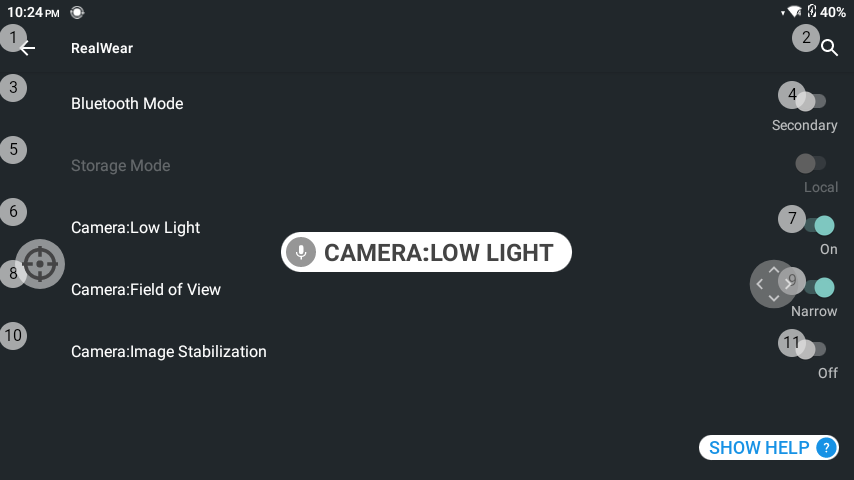 10:24 PM 40%
1 RealWear 2
3 Bluetooth Mode 4
Secondary
5 Storage Mode
Local
6 Camera:Low Light 7
On
CAMERA:LOW LIGHT
8 Camera:Field of View 9
Narrow
10 Camera:Image Stabilization 11
Off
SHOW HELP ?